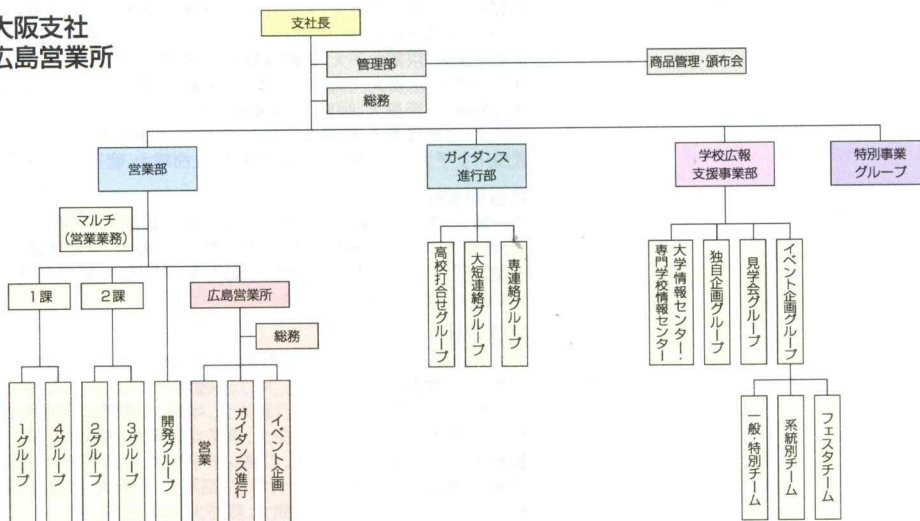 大阪支社
広島営業所
支社長
管理部
商品管理・頒布会
総務
営業部
ガイダンス
進行部
学校広報
支援事業部
特別事業
グループ
マルチ
(営業業務)
1課
2課
広島営業所
総務
高校打合せグループ
大短連絡グループ
専連絡グループ
大学情報センター・
専門学校情報センター
独自企画グループ
見学会グループ
イベント企画グループ
1グループ
4グループ
2グループ
3グループ
開発グループ
営業
ガイダンス進行
イベント企画
一般・特別チーム
系統別チーム
フェスタチーム